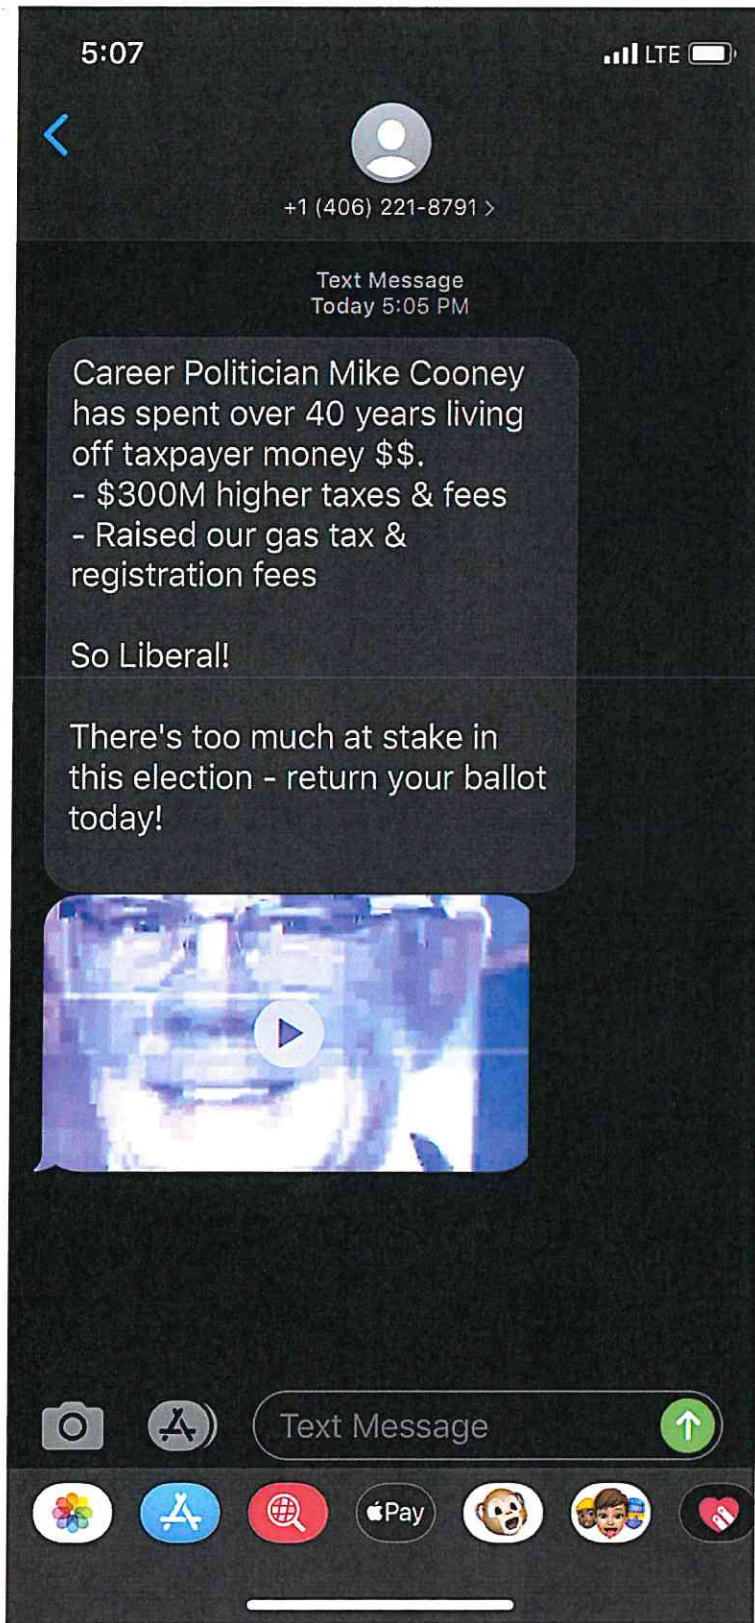 5:07
LTE
+1 (406) 221-8791 >
Text Message
Today 5:05 PM
Career Politician Mike Cooney
has spent over 40 years living
off taxpayer money $$.
- $300M higher taxes & fees
- Raised our gas tax &
registration fees
So Liberal!
There's too much at stake in
this election - return your ballot
today!
Text Message
Pay